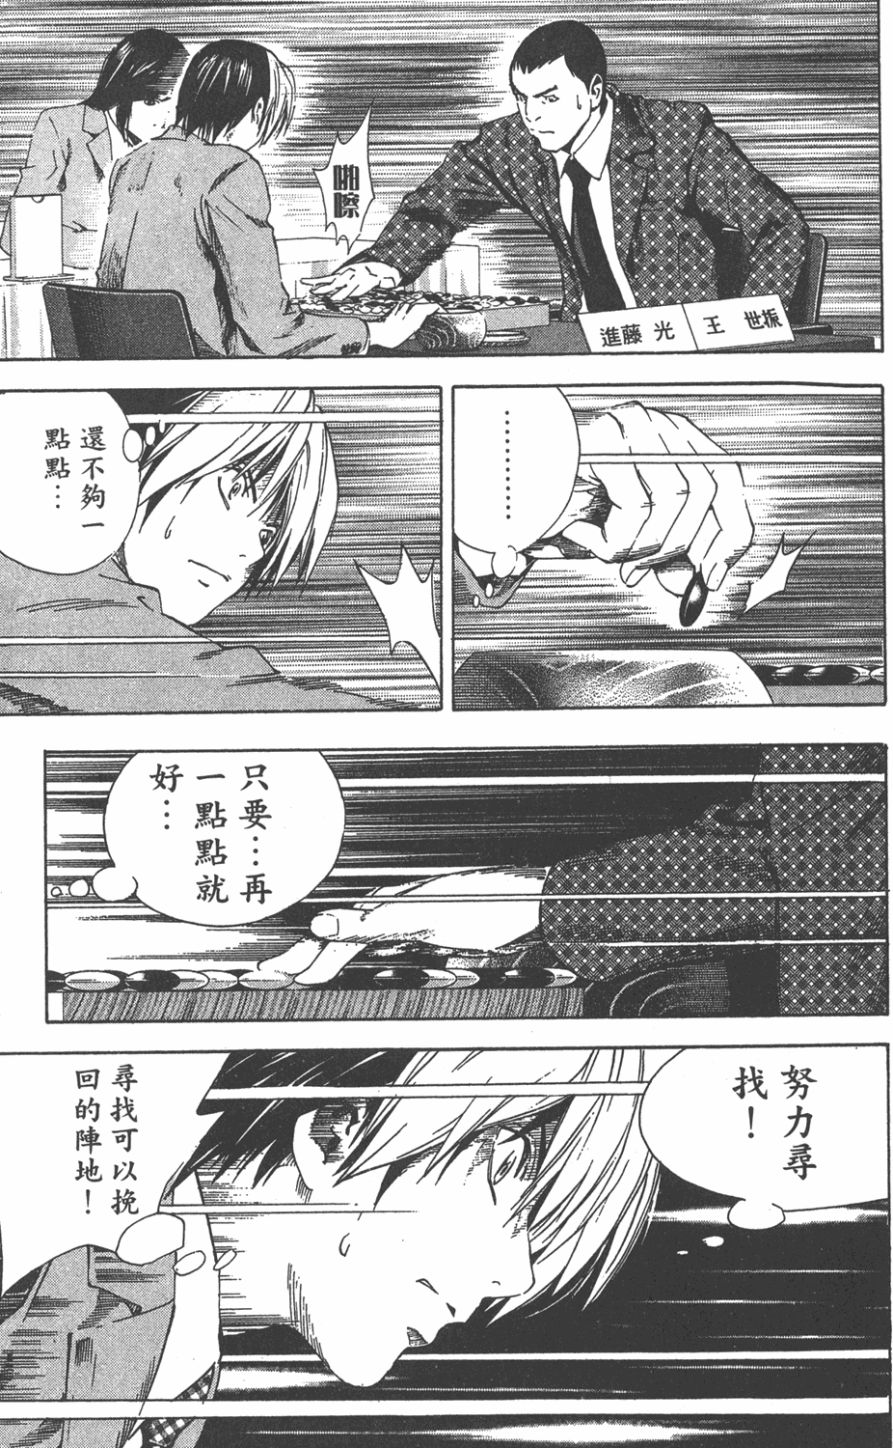 啪嚓
進藤 光
王 世振
………
還不夠一
點點…
只要…再
一點點就
好…
努力尋
找！
尋找可以挽
回的陣地！